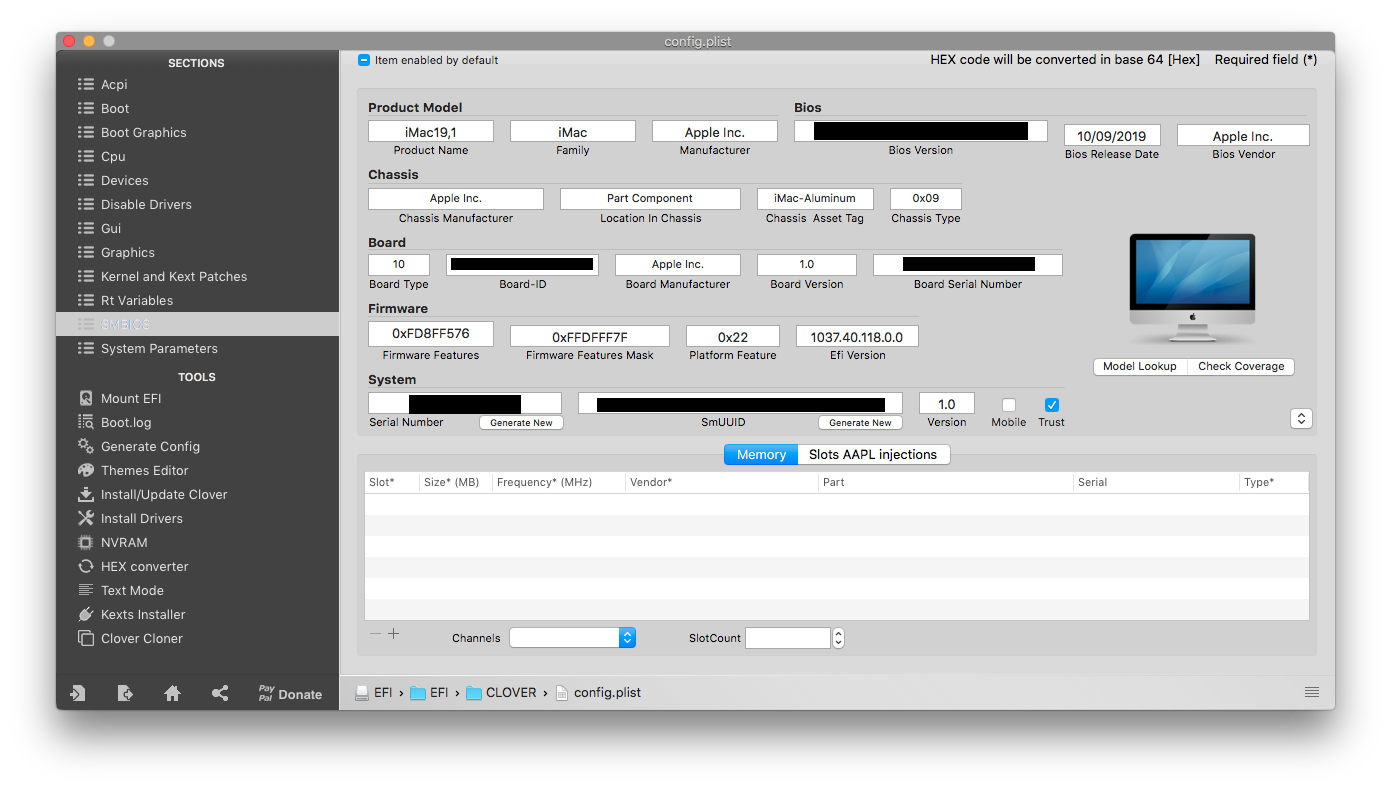 config.plist
SECTIONS
Acpi
Boot
Boot Graphics
Cpu
Devices
Disable Drivers
Gui
Graphics
Kernel and Kext Patches
Rt Variables
SMBIOS
System Parameters
TOOLS
Mount EFI
Boot.log
Generate Config
Themes Editor
Install/Update Clover
Install Drivers
NVRAM
HEX converter
Text Mode
Kexts Installer
Clover Cloner
Pay Pal Donate
Item enabled by default
HEX code will be converted in base 64 [Hex] Required field (*)
Product Model
iMac19,1 iMac Apple Inc.
Product Name Family Manufacturer
Bios
10/09/2019 Apple Inc.
Bios Version Bios Release Date Bios Vendor
Chassis
Apple Inc. Part Component iMac-Aluminum 0x09
Chassis Manufacturer Location In Chassis Chassis Asset Tag Chassis Type
Board
10 Apple Inc. 1.0
Board Type Board-ID Board Manufacturer Board Version Board Serial Number
Firmware
0xFD8FF576 0xFFDFFF7F 0x22 1037.40.118.0.0
Firmware Features Firmware Features Mask Platform Feature Efi Version
Model Lookup Check Coverage
System
1.0
Serial Number Generate New SmUUID Generate New Version Mobile Trust
Memory Slots AAPL injections
Slot* Size* (MB) Frequency* (MHz) Vendor* Part Serial Type*
Channels SlotCount
EFI › EFI › CLOVER › config.plist